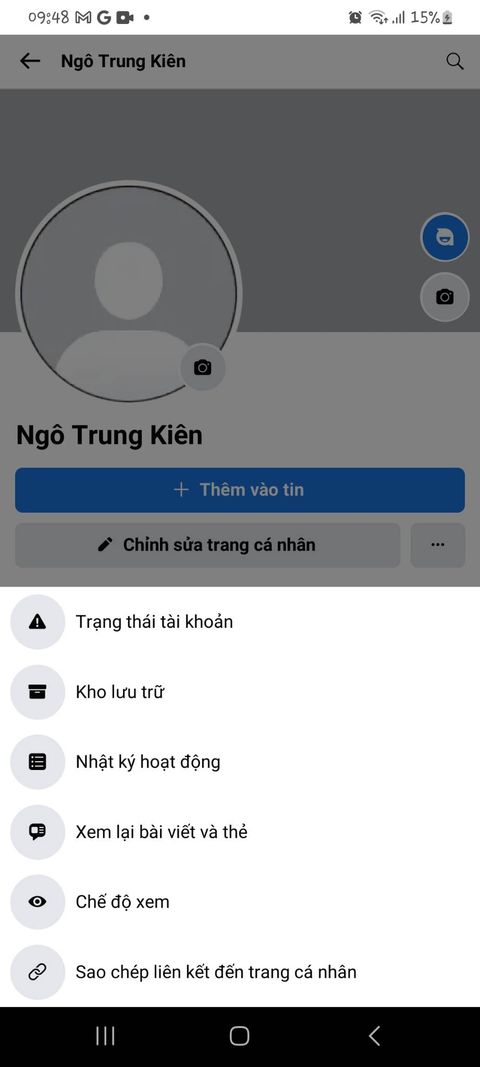 09:48 15%
Ngô Trung Kiên
Ngô Trung Kiên
Thêm vào tin
Chỉnh sửa trang cá nhân
Trạng thái tài khoản
Kho lưu trữ
Nhật ký hoạt động
Xem lại bài viết và thẻ
Chế độ xem
Sao chép liên kết đến trang cá nhân